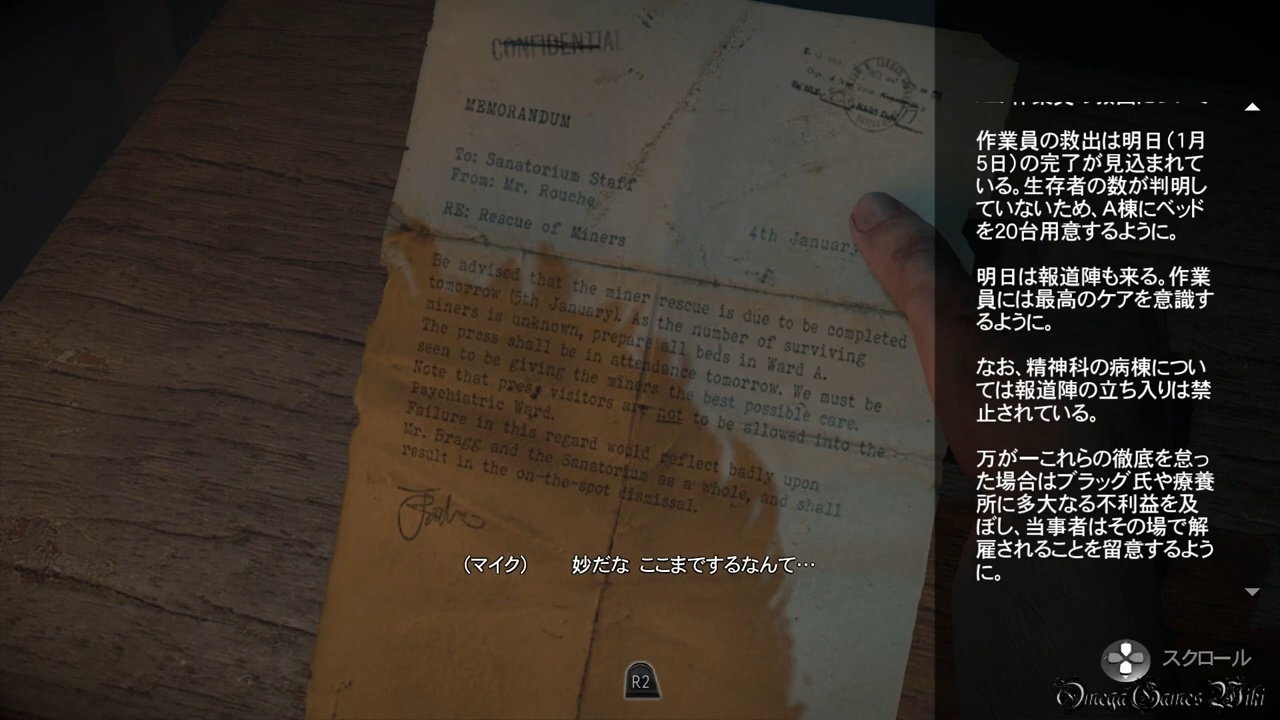 CONFIDENTIAL
MEMORANDUM
To: Sanatorium Staff
From: Mr. Rouche
RE: Rescue of Miners
4th January
Be advised that the miner rescue is due to be completed
tomorrow (5th January). As the number of surviving
miners is unknown, prepare all beds in Ward A.
The press shall be in attendance tomorrow. We must be
seen to be giving the miners the best possible care.
Note that press visitors are not to be allowed into the
Psychiatric Ward.
Failure in this regard would reflect badly upon
Mr. Bragg and the Sanatorium as a whole, and shall
result in the on-the-spot dismissal.
(マイク) 妙だな ここまでするなんて…
R2
作業員の救出は明日(1月
5日)の完了が見込まれて
いる。生存者の数が判明し
ていないため、A棟にベッド
を20台用意するように。
明日は報道陣も来る。作業
員には最高のケアを意識す
るように。
なお、精神科の病棟につい
ては報道陣の立ち入りは禁
止されている。
万が一これらの徹底を怠っ
た場合はブラッグ氏や療養
所に多大なる不利益を及
ぼし、当事者はその場で解
雇されることを留意するよう
に。
スクロール
Omega Games Wiki